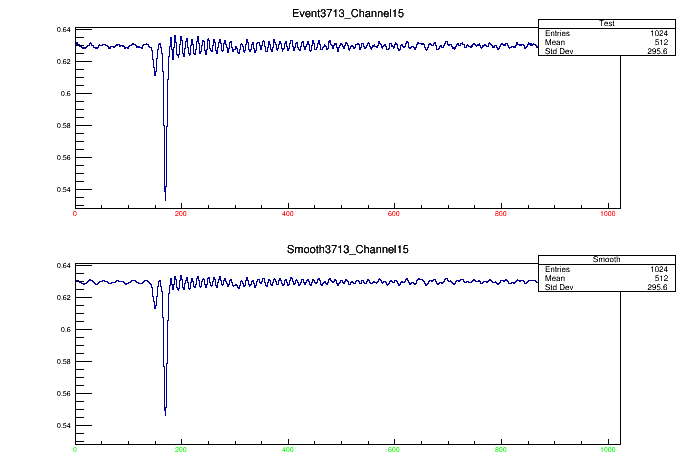 Event3713_Channel15
Test
Entries 1024
Mean 512
Std Dev 295.6
0.64
0.62
0.6
0.58
0.56
0.54
0 200 400 600 800 1000
Smooth3713_Channel15
Smooth
Entries 1024
Mean 512
Std Dev 295.6
0.64
0.62
0.6
0.58
0.56
0.54
0 200 400 600 800 1000